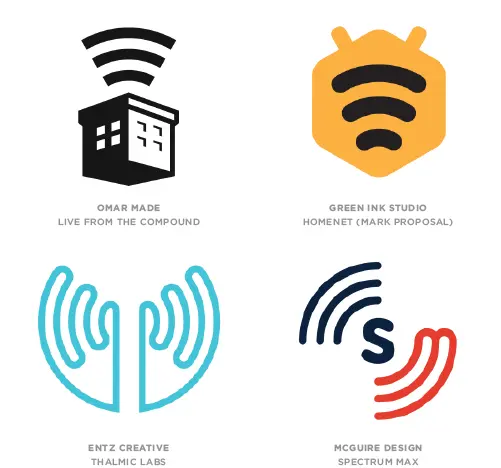 OMAR MADE
LIVE FROM THE COMPOUND
GREEN INK STUDIO
HOMENET (MARK PROPOSAL)
S
ENTZ CREATIVE
THALMIC LABS
MCGUIRE DESIGN
SPECTRUM MAX